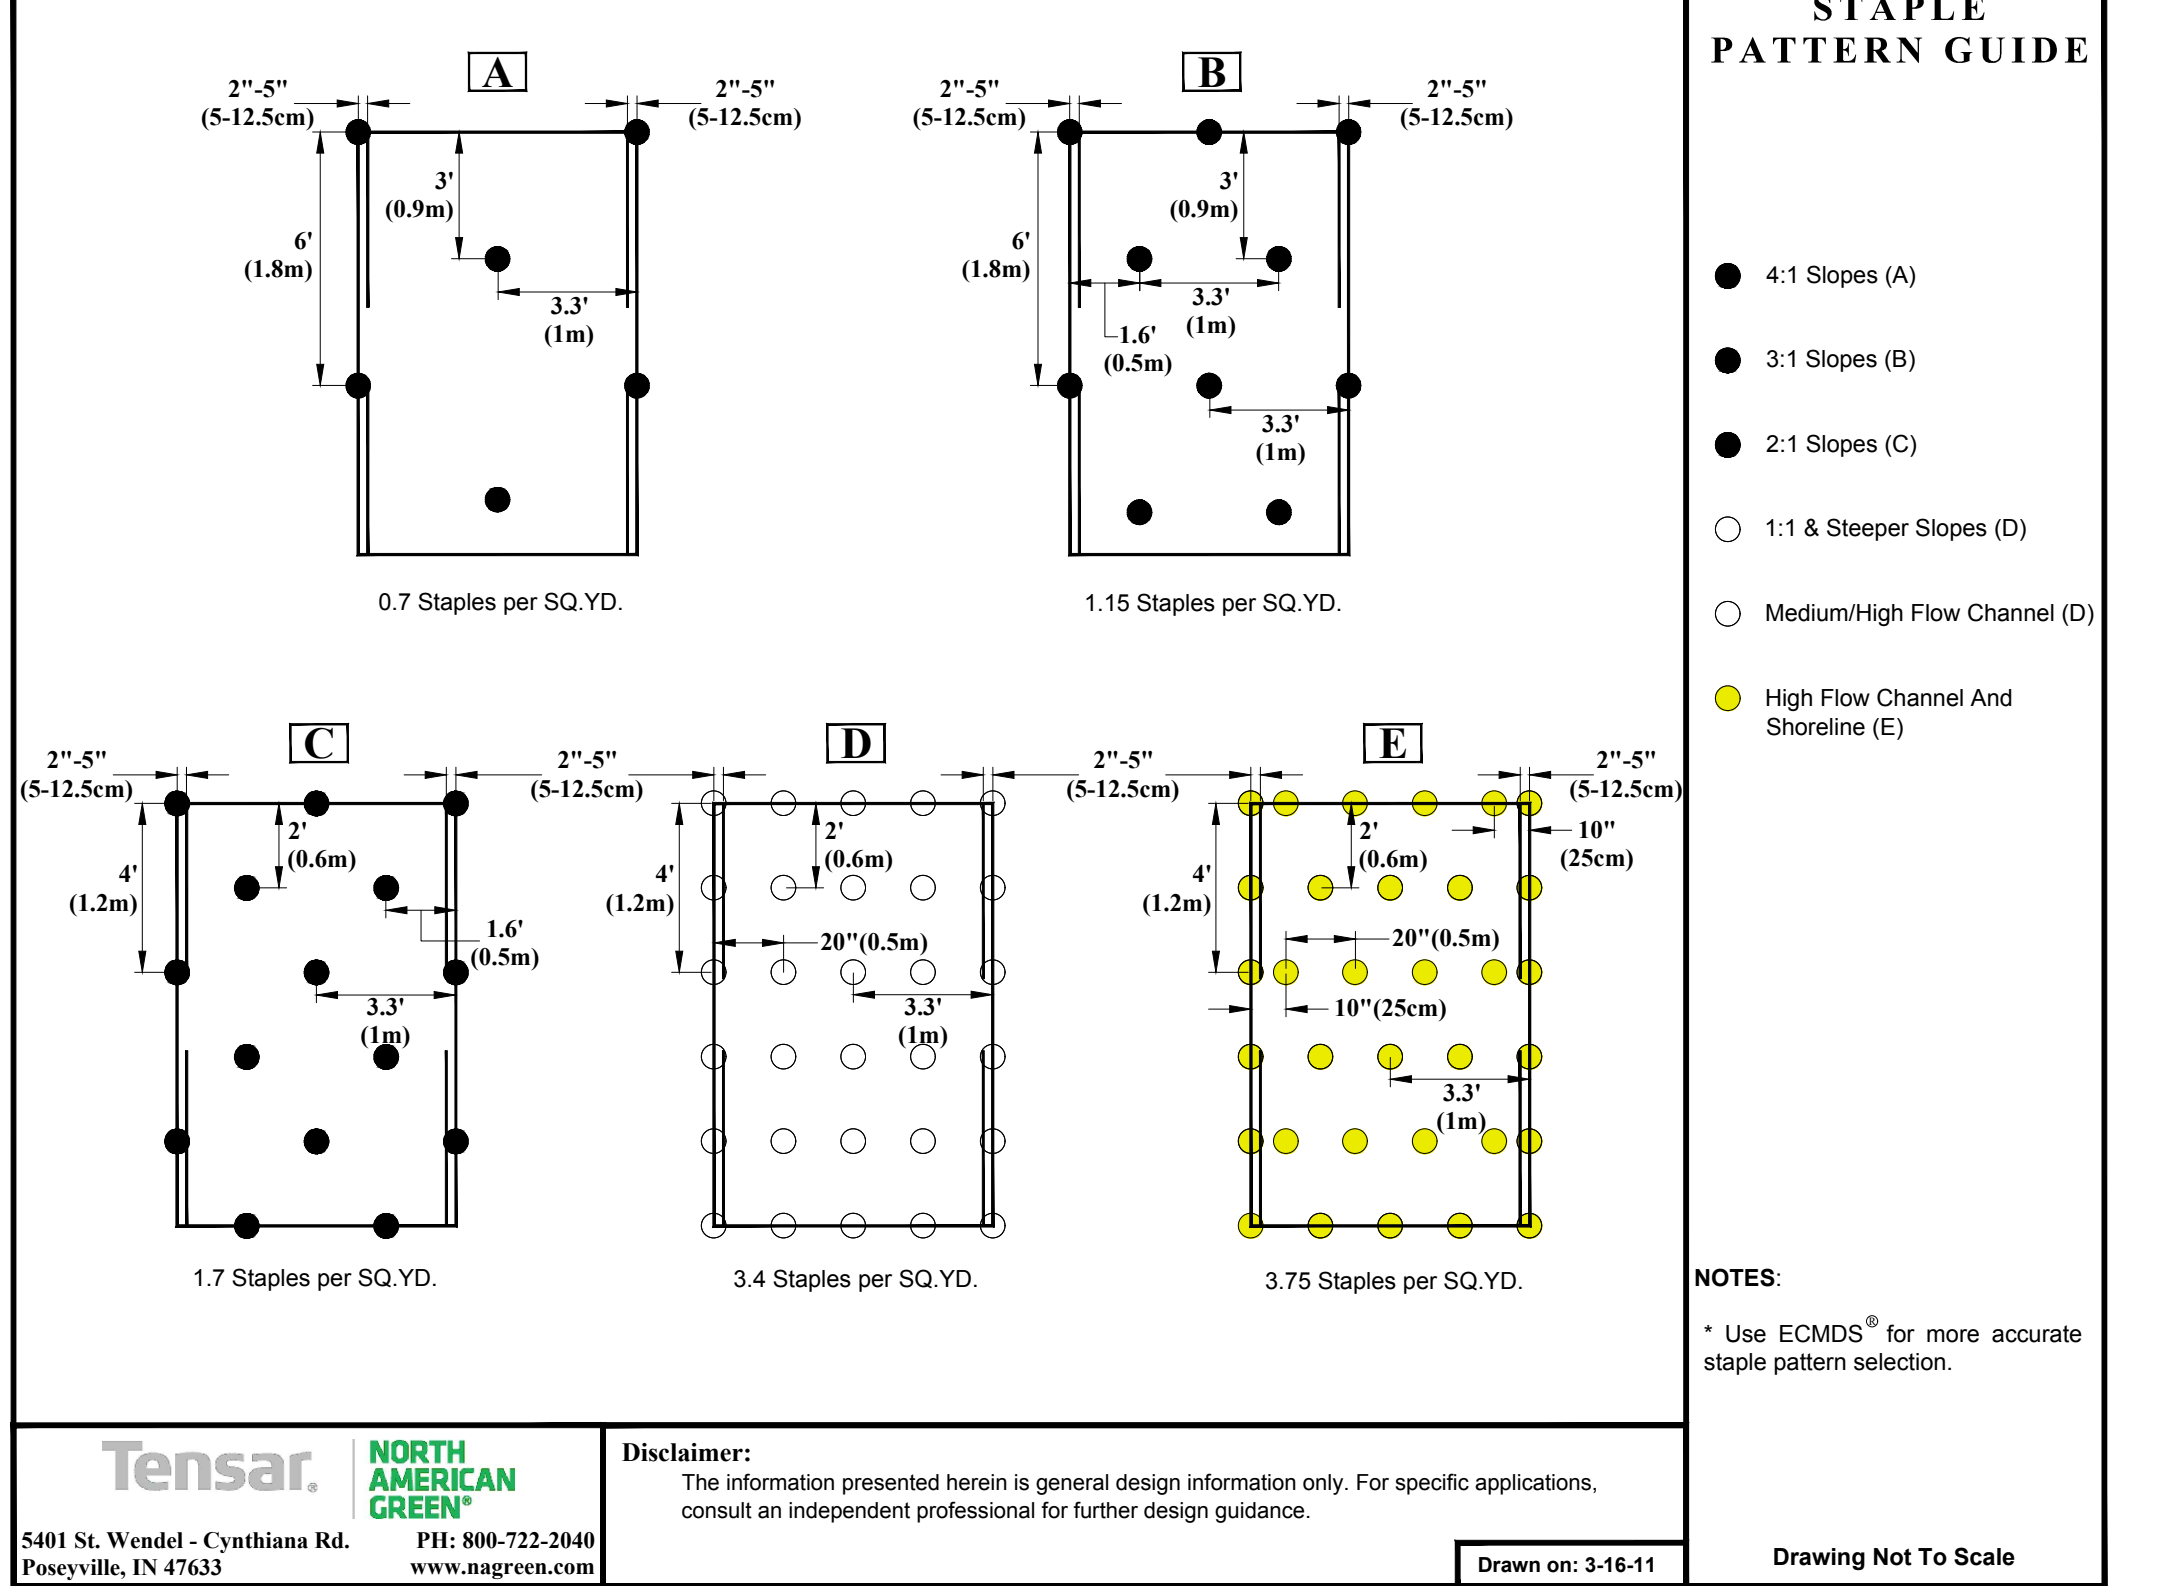 STAPLE
PATTERN GUIDE
A
2"-5"
(5-12.5cm)
2"-5"
(5-12.5cm)
3'
(0.9m)
6'
(1.8m)
3.3'
(1m)
0.7 Staples per SQ.YD.
B
2"-5"
(5-12.5cm)
2"-5"
(5-12.5cm)
3'
(0.9m)
6'
(1.8m)
3.3'
(1m)
1.6'
(0.5m)
3.3'
(1m)
1.15 Staples per SQ.YD.
C
2"-5"
(5-12.5cm)
2"-5"
(5-12.5cm)
2'
(0.6m)
4'
(1.2m)
1.6'
(0.5m)
3.3'
(1m)
1.7 Staples per SQ.YD.
D
2'
(0.6m)
4'
(1.2m)
20"(0.5m)
3.3'
(1m)
3.4 Staples per SQ.YD.
E
2"-5"
(5-12.5cm)
2"-5"
(5-12.5cm)
2'
(0.6m)
10"
(25cm)
4'
(1.2m)
20"(0.5m)
10"(25cm)
3.3'
(1m)
3.75 Staples per SQ.YD.
4:1 Slopes (A)
3:1 Slopes (B)
2:1 Slopes (C)
1:1 & Steeper Slopes (D)
Medium/High Flow Channel (D)
High Flow Channel And
Shoreline (E)
NOTES:
* Use ECMDS® for more accurate
staple pattern selection.
Drawing Not To Scale
Tensar®
NORTH
AMERICAN
GREEN®
5401 St. Wendel - Cynthiana Rd. PH: 800-722-2040
Poseyville, IN 47633 www.nagreen.com
Disclaimer:
The information presented herein is general design information only. For specific applications,
consult an independent professional for further design guidance.
Drawn on: 3-16-11